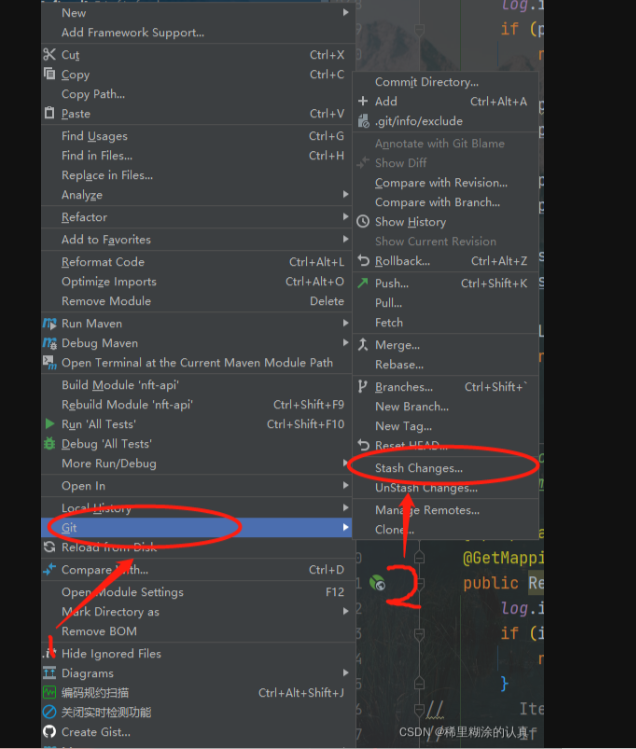 New
Add Framework Support...
Cut Ctrl+X
Copy Ctrl+C
Copy Path...
Paste Ctrl+V
Find Usages Ctrl+G
Find in Files... Ctrl+H
Replace in Files...
Analyze
Refactor
Add to Favorites
Reformat Code Ctrl+Alt+L
Optimize Imports Ctrl+Alt+O
Remove Module Delete
Run Maven
Debug Maven
Open Terminal at the Current Maven Module Path
Build Module 'nft-api'
Rebuild Module 'nft-api' Ctrl+Shift+F9
Run 'All Tests' Ctrl+Shift+F10
Debug 'All Tests'
More Run/Debug
Open In
Local History
Git
Reload from Disk
Compare With... Ctrl+D
Open Module Settings F12
Mark Directory as
Remove BOM
1
.i* Hide Ignored Files
Diagrams
编码规约扫描 Ctrl+Alt+Shift+J
关闭实时检测功能
Create Gist...
Commit Directory...
Add Ctrl+Alt+A
.git/info/exclude
Annotate with Git Blame
Show Diff
Compare with Revision...
Compare with Branch...
Show History
Show Current Revision
Rollback... Ctrl+Alt+Z
Push... Ctrl+Shift+K
Pull...
Fetch
Merge...
Rebase...
Branches... Ctrl+Shift+`
New Branch...
New Tag...
Reset HEAD...
Stash Changes...
UnStash Changes...
Manage Remotes...
Clone...
2
log.i
if (p
@GetMappi
public Re
log.i
if (i
}
// Ite
// If
CSDN @稀里糊涂的认真